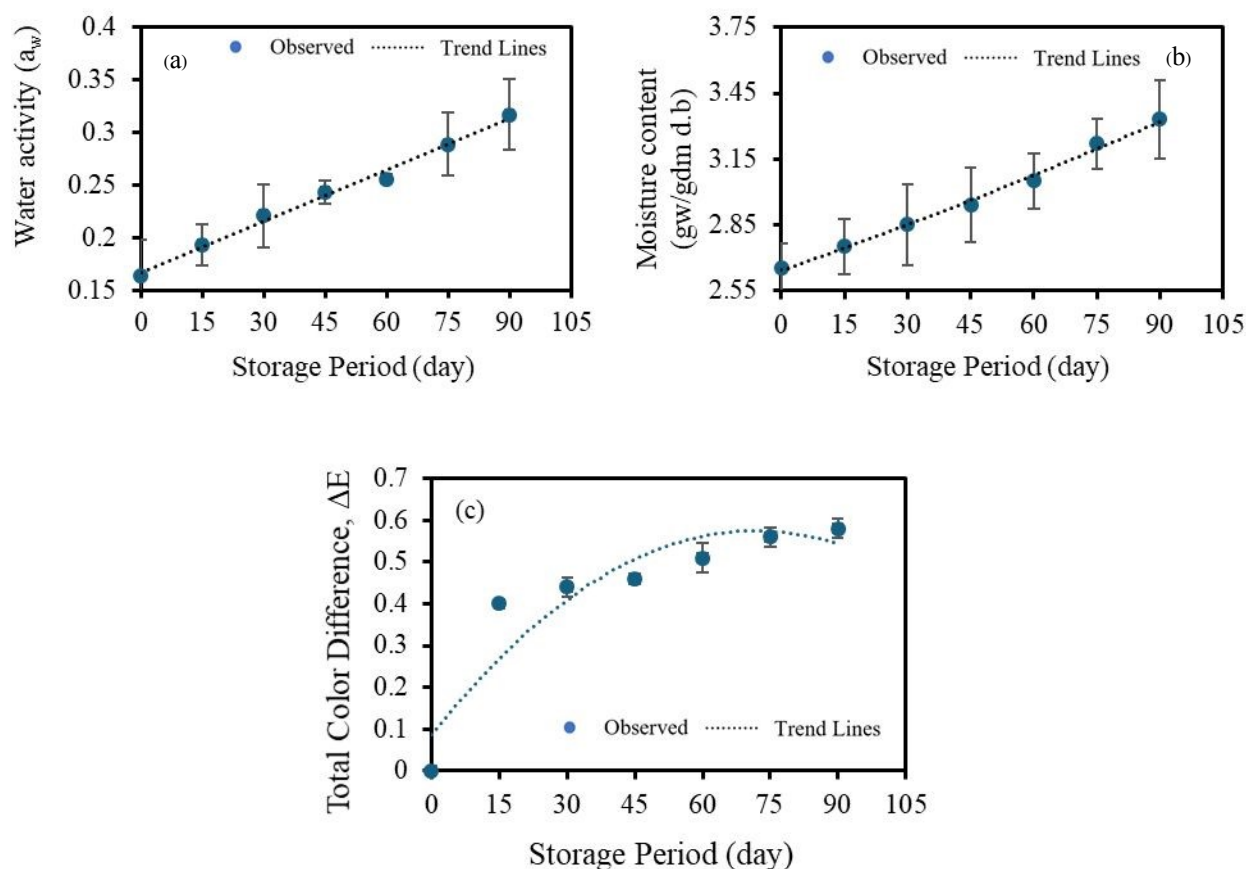 Water activity (a_w)
0.4
0.35
0.3
0.25
0.2
0.15
(a)
Observed Trend Lines
0 15 30 45 60 75 90 105
Storage Period (day)
Moisture content
(gw/gdm d.b)
3.75
3.45
3.15
2.85
2.55
Observed Trend Lines
(b)
0 15 30 45 60 75 90 105
Storage Period (day)
Total Color Difference, ΔE
0.7
0.6
0.5
0.4
0.3
0.2
0.1
0
(c)
Observed Trend Lines
0 15 30 45 60 75 90 105
Storage Period (day)